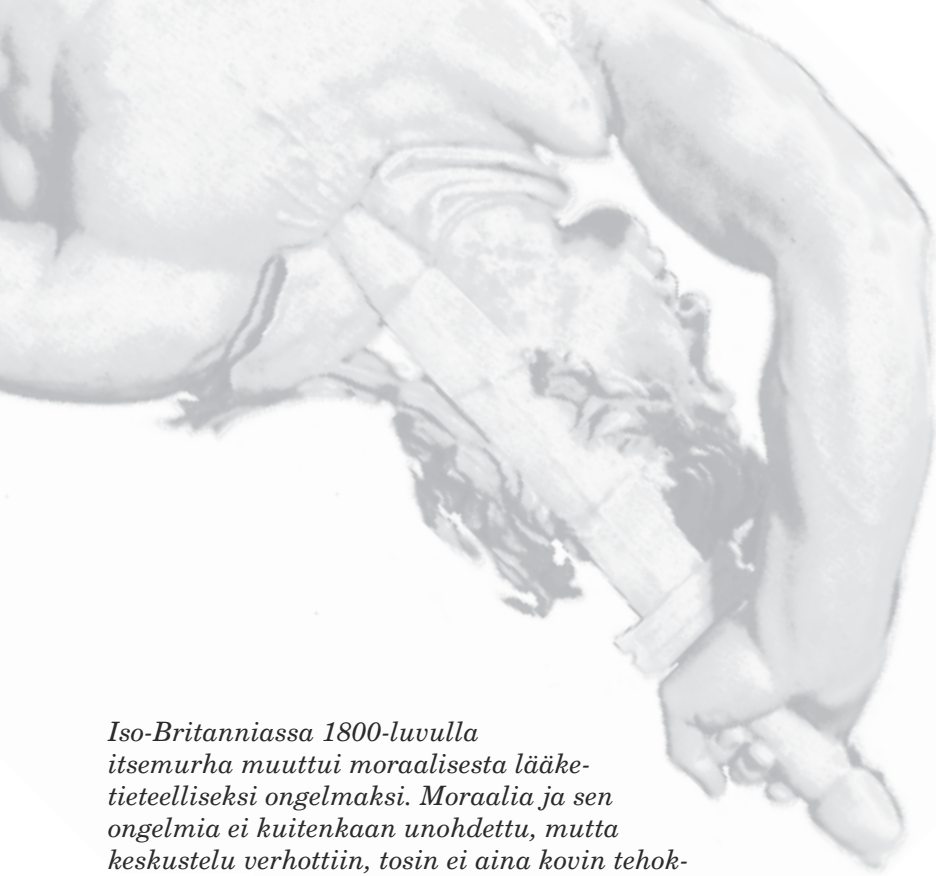 Iso-Britanniassa 1800-luvulla
itsemurha muuttui moraalisesta lääke-
tieteelliseksi ongelmaksi. Moraalia ja sen
ongelmia ei kuitenkaan unohdettu, mutta
keskustelu verhottiin, tosin ei aina kovin tehok-